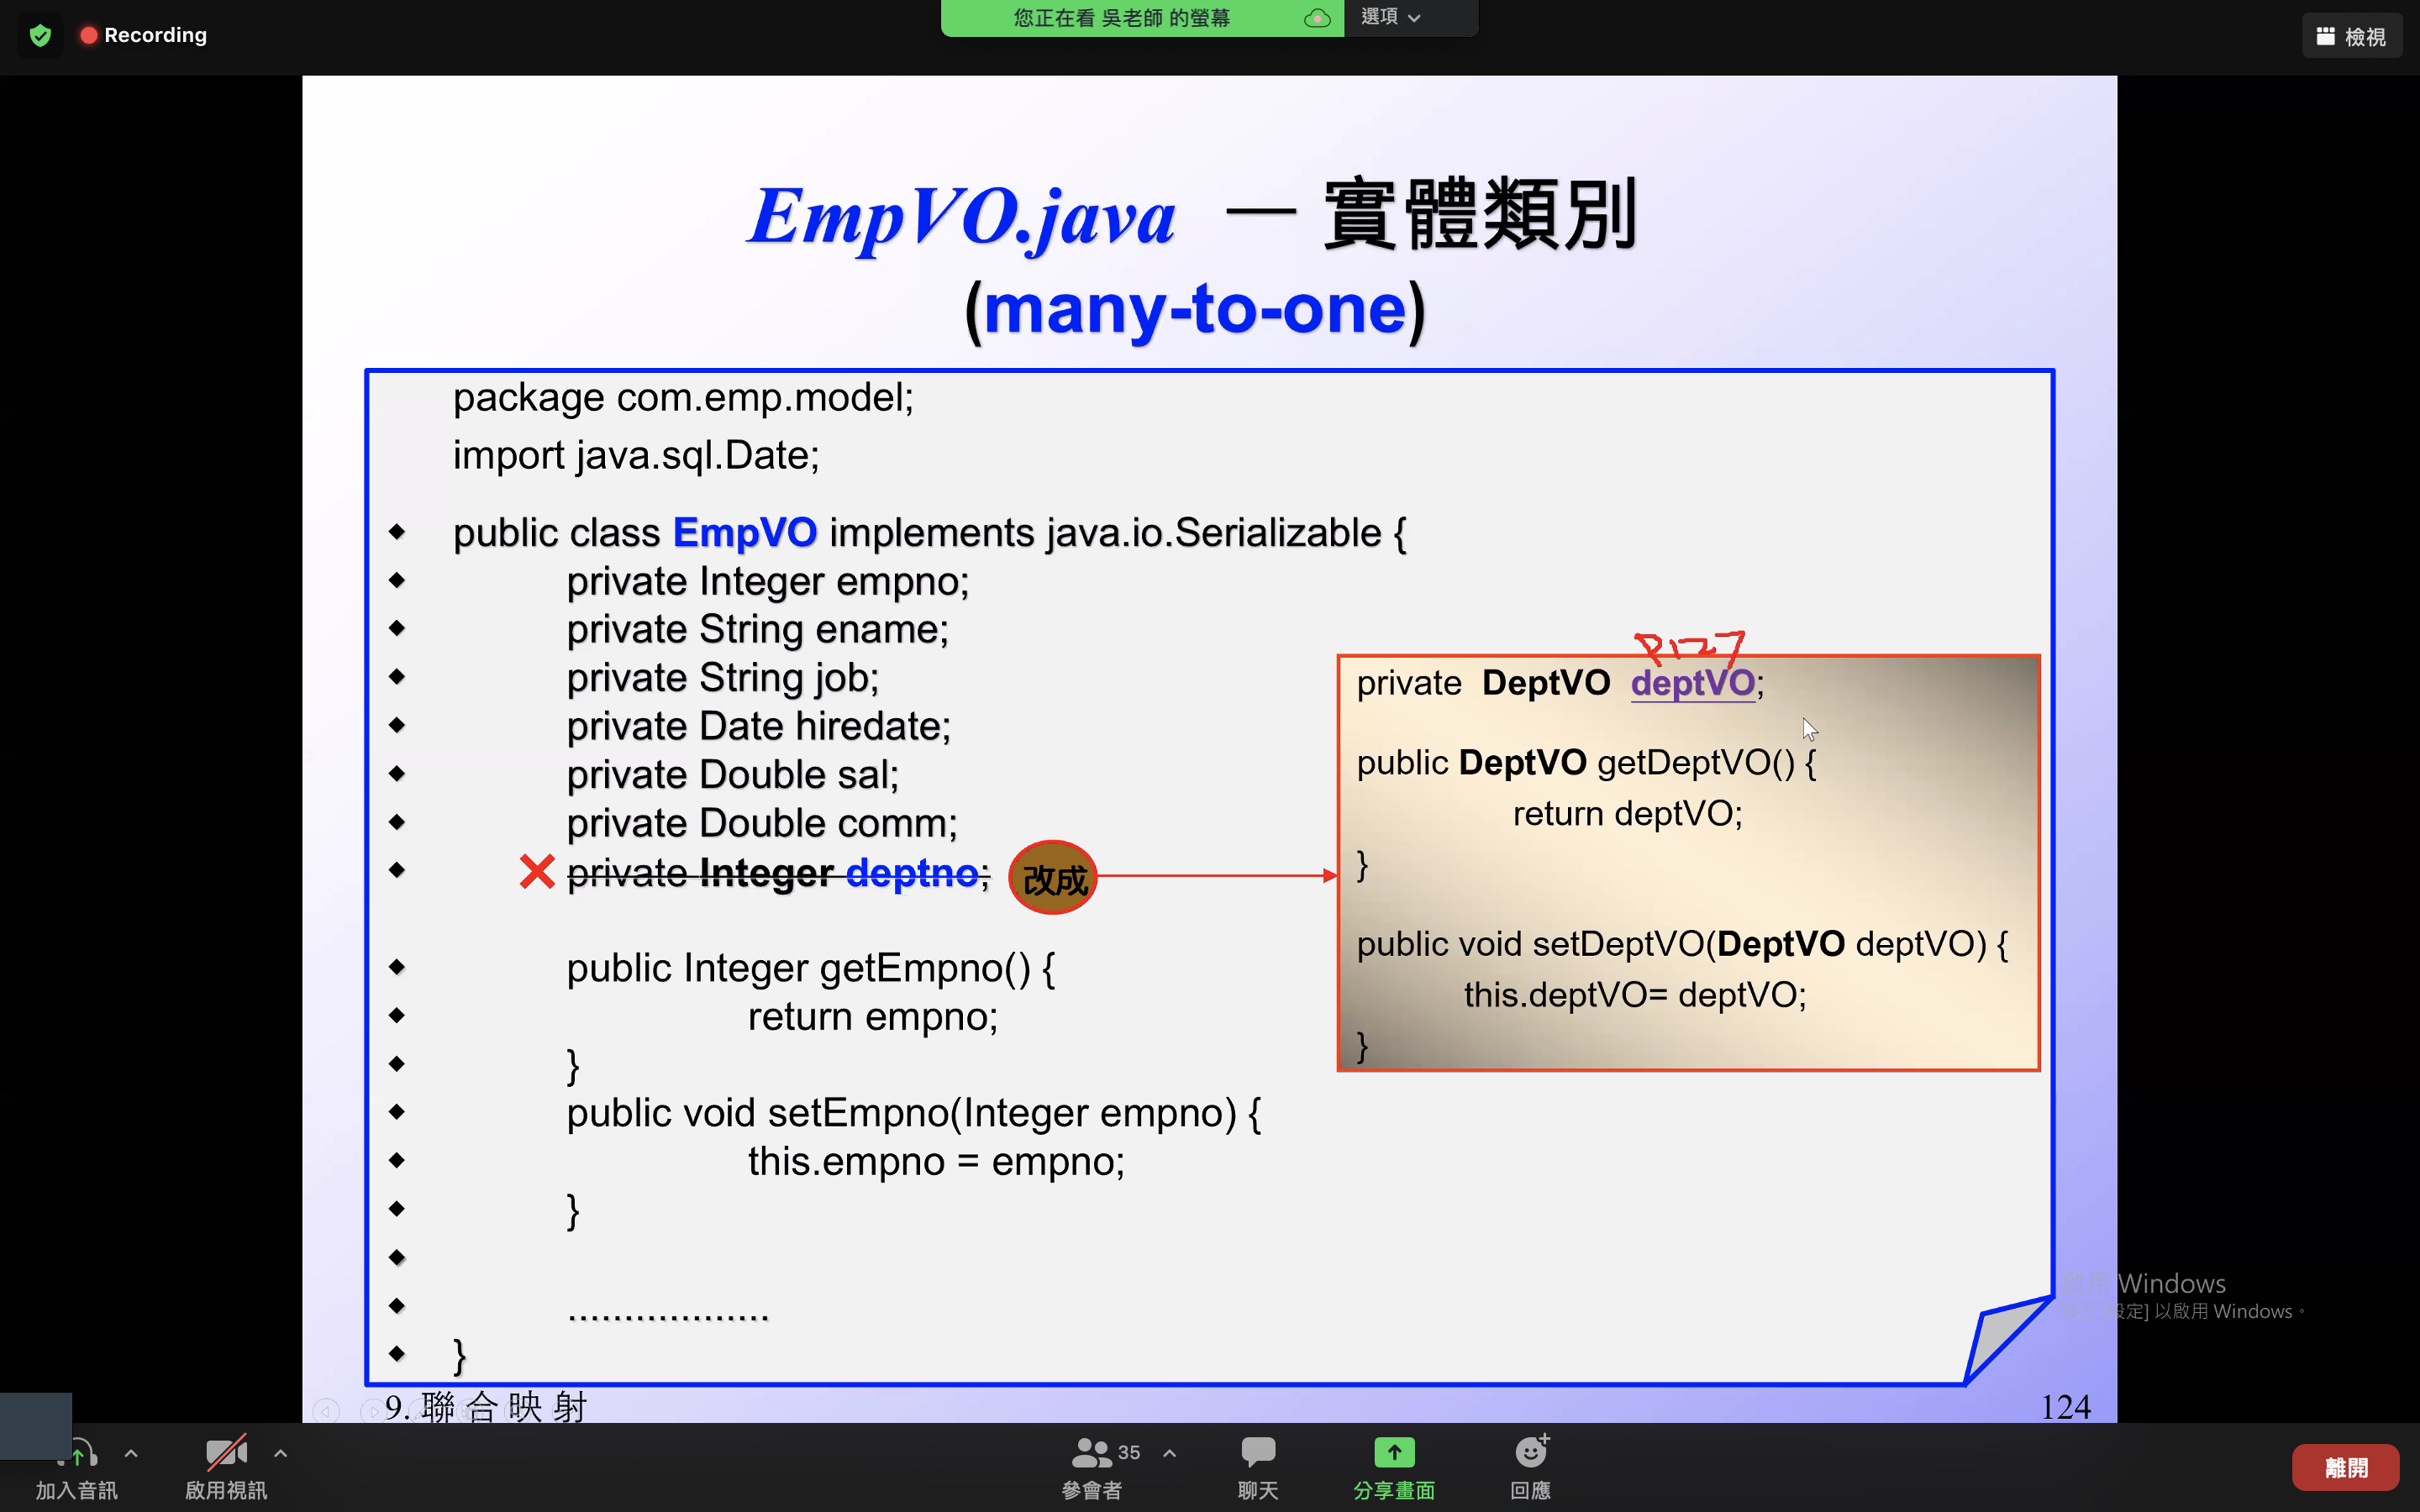 Recording
您正在看 吳老師 的螢幕
選項
檢視
EmpVO.java — 實體類別
(many-to-one)
package com.emp.model;
import java.sql.Date;
◆ public class EmpVO implements java.io.Serializable {
◆ private Integer empno;
◆ private String ename;
◆ private String job;
◆ private Date hiredate;
◆ private Double sal;
◆ private Double comm;
◆ private Integer deptno;
改成
P127
private DeptVO deptVO;
public DeptVO getDeptVO() {
return deptVO;
}
public void setDeptVO(DeptVO deptVO) {
this.deptVO= deptVO;
}
◆ public Integer getEmpno() {
◆ return empno;
◆ }
◆ public void setEmpno(Integer empno) {
◆ this.empno = empno;
◆ }
◆
◆ ..................
◆ }
啟用 Windows
設定] 以啟用 Windows。
9. 聯合映射
124
加入音訊
啟用視訊
35
參會者
聊天
分享畫面
回應
離開